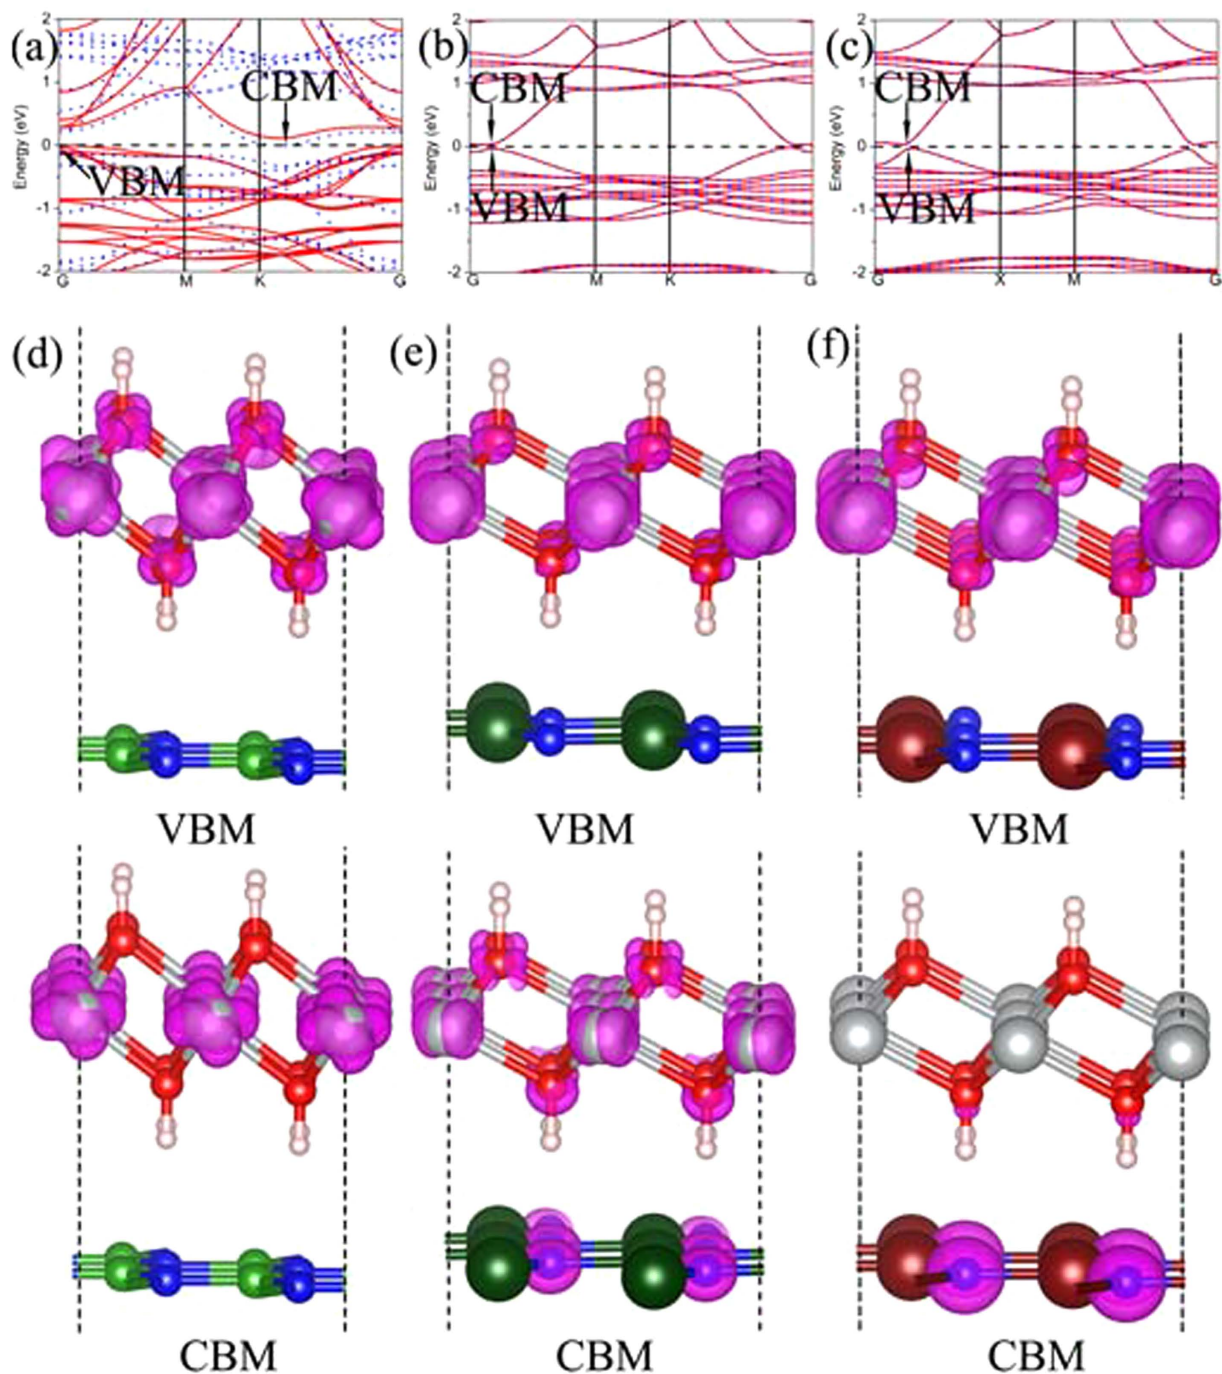 (a)
2
1
0
-1
-2
Energy (eV)
CBM
VBM
G M K G
(b)
2
1
0
-1
-2
Energy (eV)
CBM
VBM
G M K G
(c)
2
1
0
-1
-2
Energy (eV)
CBM
VBM
G X M G
(d) (e) (f)
VBM VBM VBM
CBM CBM CBM